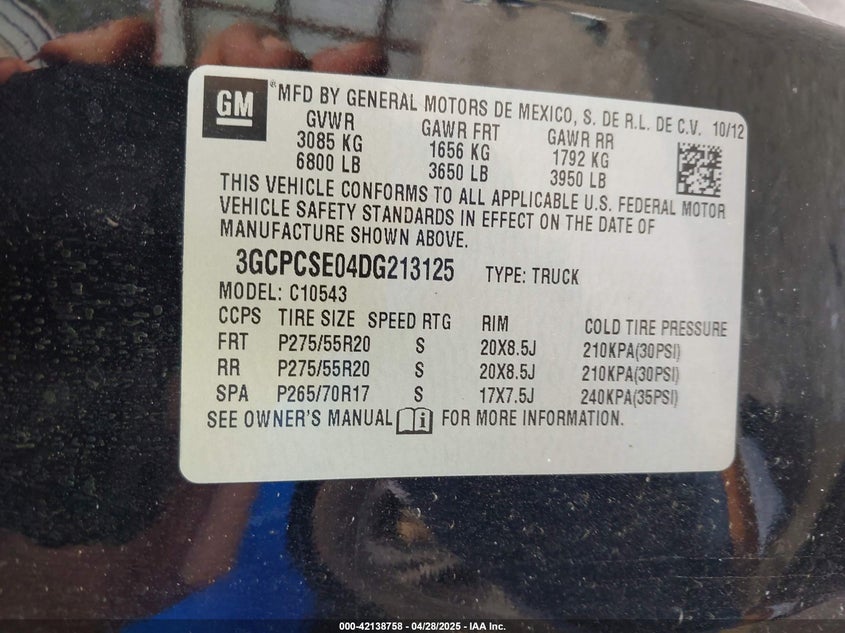 GM
® MFD BY GENERAL MOTORS DE MEXICO, S. DE R.L. DE C.V. 10/12
GVWR GAWR FRT GAWR RR
3085 KG 1656 KG 1792 KG
6800 LB 3650 LB 3950 LB
THIS VEHICLE CONFORMS TO ALL APPLICABLE U.S. FEDERAL MOTOR
VEHICLE SAFETY STANDARDS IN EFFECT ON THE DATE OF
MANUFACTURE SHOWN ABOVE.
3GCPCSE04DG213125 TYPE: TRUCK
MODEL: C10543
CCPS TIRE SIZE SPEED RTG RIM COLD TIRE PRESSURE
FRT P275/55R20 S 20X8.5J 210KPA(30PSI)
RR P275/55R20 S 20X8.5J 210KPA(30PSI)
SPA P265/70R17 S 17X7.5J 240KPA(35PSI)
SEE OWNER'S MANUAL FOR MORE INFORMATION.
000-42138758 - 04/28/2025 - IAA Inc.